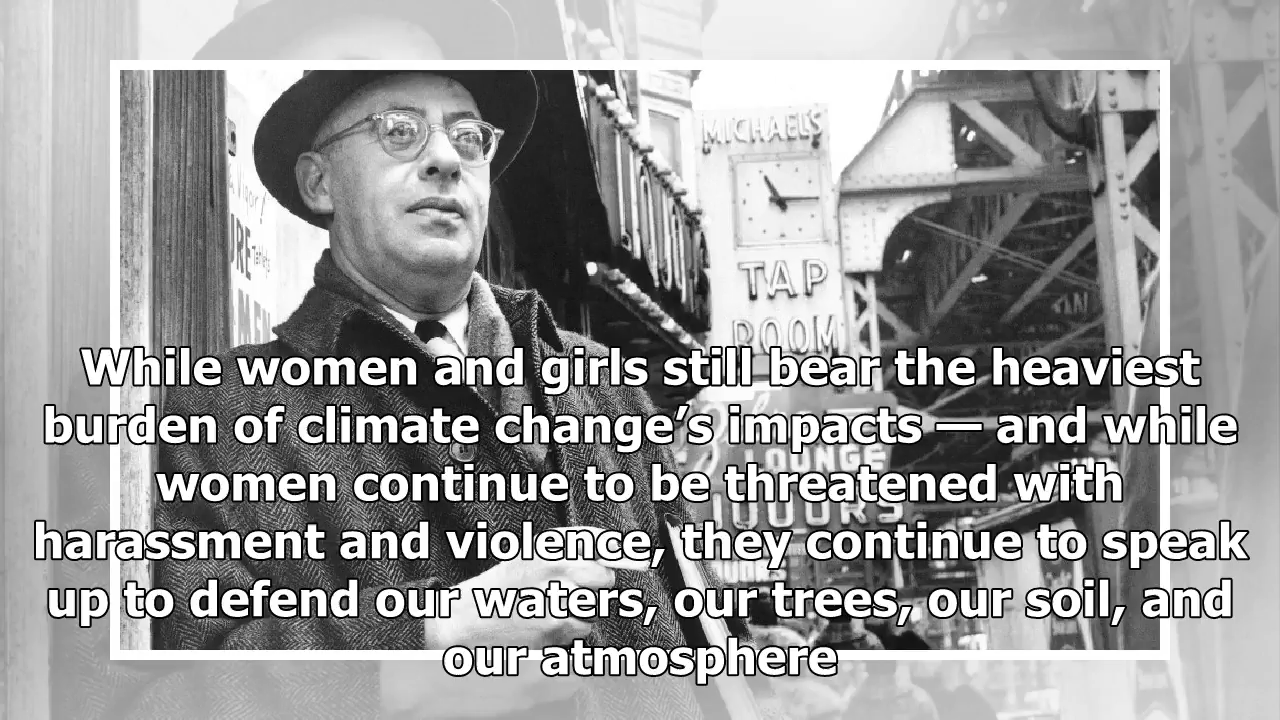 MICHAEL'S
TAP
ROOM
While women and girls still bear the heaviest
burden of climate change’s impacts — and while
women continue to be threatened with
harassment and violence, they continue to speak
up to defend our waters, our trees, our soil, and
our atmosphere
LOUNGE